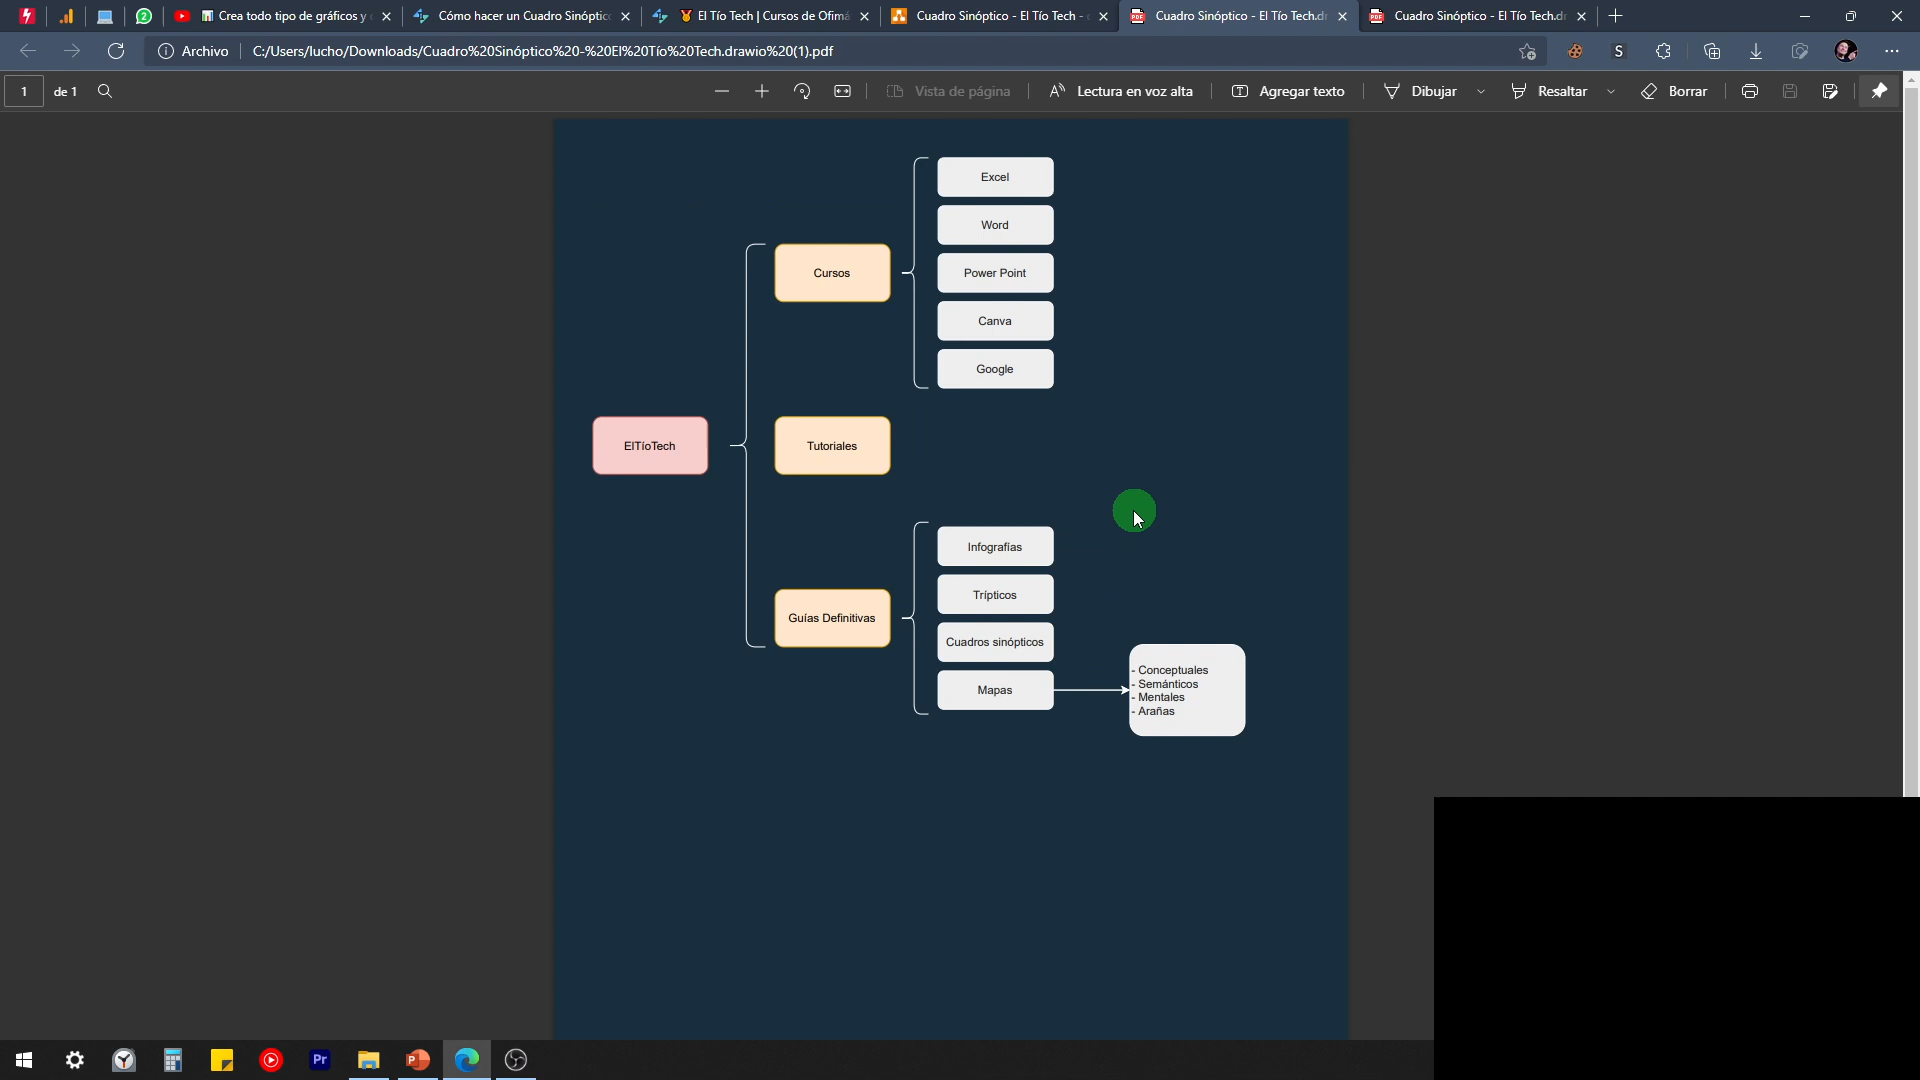 Crea todo tipo de gráficos y
Cómo hacer un Cuadro Sinóptic
El Tío Tech | Cursos de Ofimá
Cuadro Sinóptico - El Tío Tech -
Cuadro Sinóptico - El Tío Tech.dr
Cuadro Sinóptico - El Tío Tech.dr
Archivo
C:/Users/lucho/Downloads/Cuadro%20Sinóptico%20-%20El%20Tío%20Tech.drawio%20(1).pdf
S
1
de 1
Vista de página
Lectura en voz alta
Agregar texto
Dibujar
Resaltar
Borrar
Excel
Word
Cursos
Power Point
Canva
Google
ElTíoTech
Tutoriales
Infografías
Trípticos
Guías Definitivas
Cuadros sinópticos
Mapas
- Conceptuales
- Semánticos
- Mentales
- Arañas
Pr
P